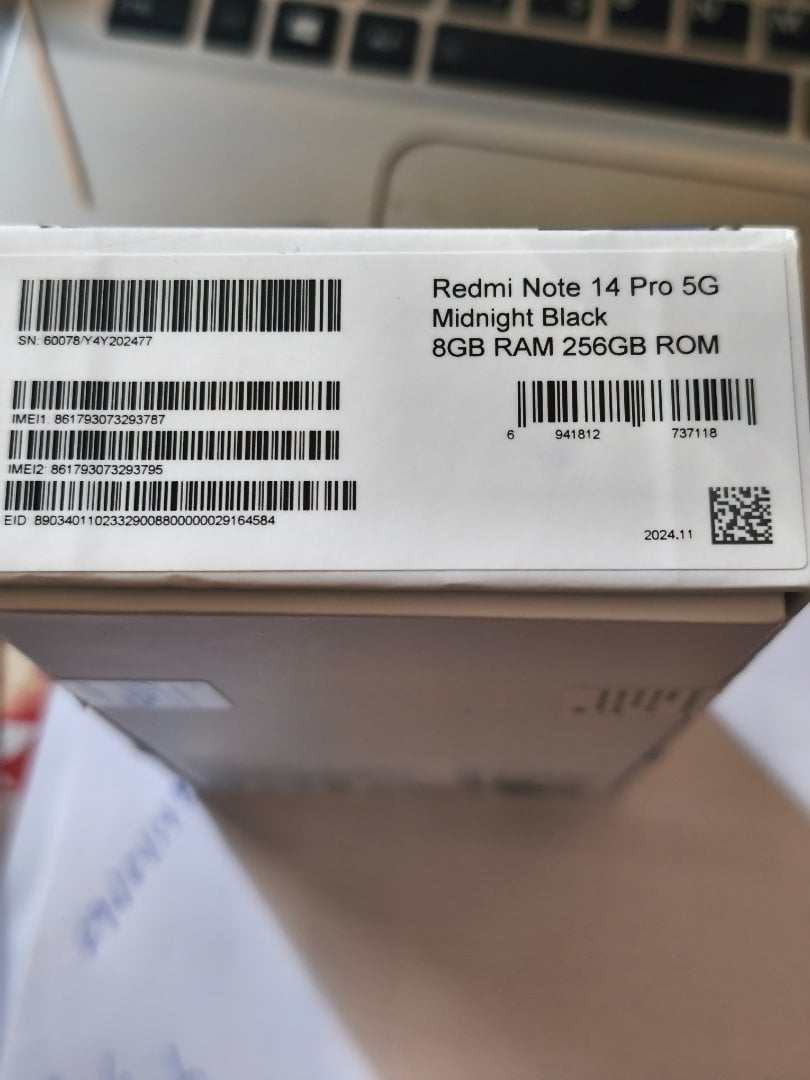 SN: 60078/Y4Y202477
IMEI1: 861793073293787
IMEI2: 861793073293795
EID: 89034011023329008800000029164584
Redmi Note 14 Pro 5G
Midnight Black
8GB RAM 256GB ROM
6 941812 737118
2024.11